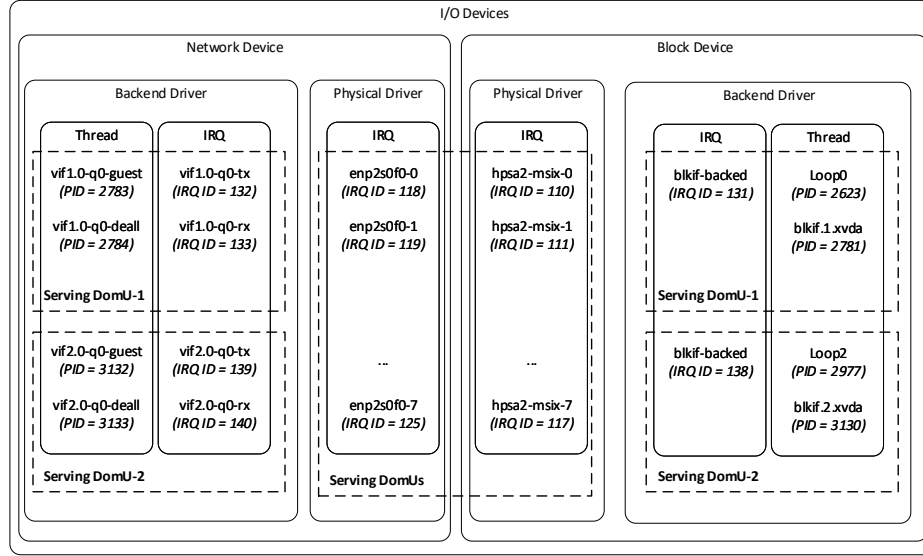 I/O Devices
Network Device
Block Device
Backend Driver
Physical Driver
Physical Driver
Backend Driver
Thread
IRQ
IRQ
IRQ
IRQ
Thread
vif1.0-q0-guest
(PID = 2783)
vif1.0-q0-deall
(PID = 2784)
vif1.0-q0-tx
(IRQ ID = 132)
vif1.0-q0-rx
(IRQ ID = 133)
Serving DomU-1
vif2.0-q0-guest
(PID = 3132)
vif2.0-q0-deall
(PID = 3133)
vif2.0-q0-tx
(IRQ ID = 139)
vif2.0-q0-rx
(IRQ ID = 140)
Serving DomU-2
enp2s0f0-0
(IRQ ID = 118)
enp2s0f0-1
(IRQ ID = 119)
...
enp2s0f0-7
(IRQ ID = 125)
hpsa2-msix-0
(IRQ ID = 110)
hpsa2-msix-1
(IRQ ID = 111)
...
hpsa2-msix-7
(IRQ ID = 117)
Serving DomUs
blkif-backed
(IRQ ID = 131)
Loop0
(PID = 2623)
blkif.1.xvda
(PID = 2781)
Serving DomU-1
blkif-backed
(IRQ ID = 138)
Loop2
(PID = 2977)
blkif.2.xvda
(PID = 3130)
Serving DomU-2